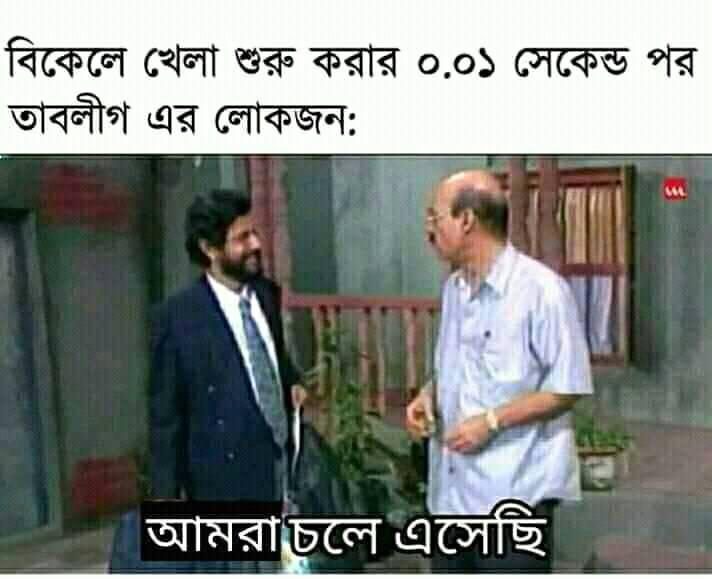 বিকেলে খেলা শুরু করার ০.০১ সেকেন্ড পর
তাবলীগ এর লোকজন:
আমরা চলে এসেছি